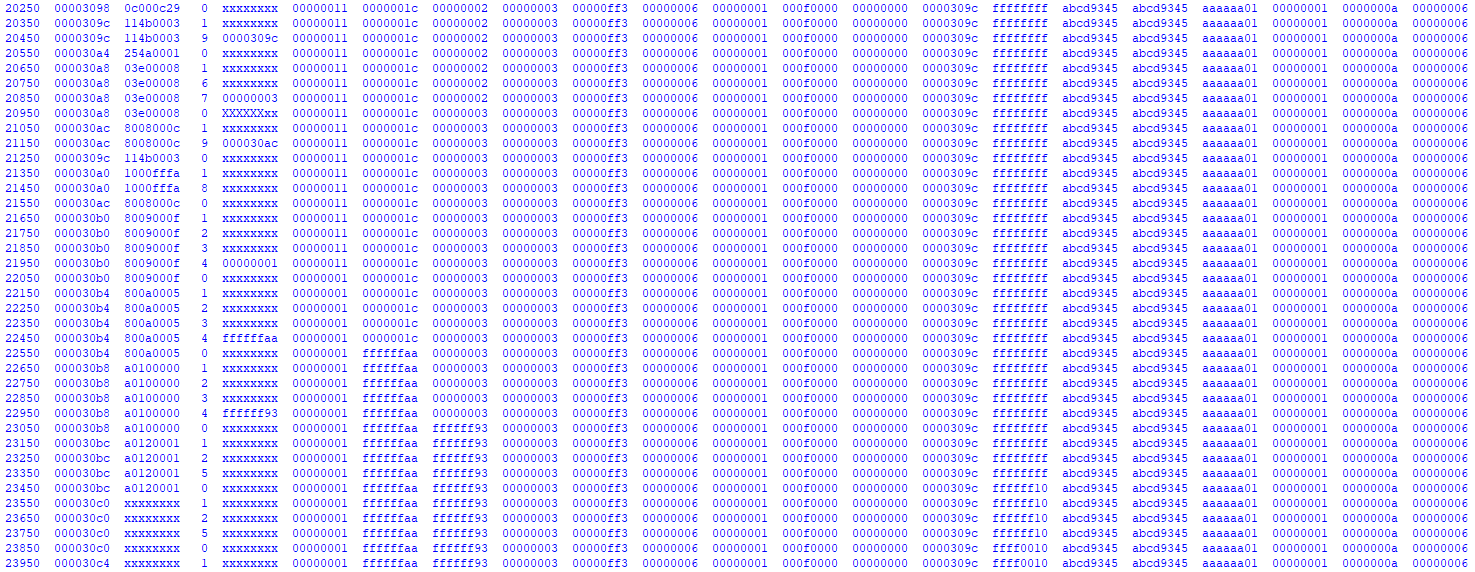 20250 00003098 0c000c29 0 xxxxxxxx 00000011 0000001c 00000002 00000003 00000ff3 00000006 00000001 000f0000 00000000 0000309c ffffffff abcd9345 abcd9345 aaaaaa01 00000001 0000000a 00000006
20350 0000309c 114b0003 1 xxxxxxxx 00000011 0000001c 00000002 00000003 00000ff3 00000006 00000001 000f0000 00000000 0000309c ffffffff abcd9345 abcd9345 aaaaaa01 00000001 0000000a 00000006
20450 0000309c 114b0003 9 0000309c 00000011 0000001c 00000002 00000003 00000ff3 00000006 00000001 000f0000 00000000 0000309c ffffffff abcd9345 abcd9345 aaaaaa01 00000001 0000000a 00000006
20550 000030a4 254a0001 0 xxxxxxxx 00000011 0000001c 00000002 00000003 00000ff3 00000006 00000001 000f0000 00000000 0000309c ffffffff abcd9345 abcd9345 aaaaaa01 00000001 0000000a 00000006
20650 000030a8 03e00008 1 xxxxxxxx 00000011 0000001c 00000002 00000003 00000ff3 00000006 00000001 000f0000 00000000 0000309c ffffffff abcd9345 abcd9345 aaaaaa01 00000001 0000000a 00000006
20750 000030a8 03e00008 6 xxxxxxxx 00000011 0000001c 00000002 00000003 00000ff3 00000006 00000001 000f0000 00000000 0000309c ffffffff abcd9345 abcd9345 aaaaaa01 00000001 0000000a 00000006
20850 000030a8 03e00008 7 00000003 00000011 0000001c 00000002 00000003 00000ff3 00000006 00000001 000f0000 00000000 0000309c ffffffff abcd9345 abcd9345 aaaaaa01 00000001 0000000a 00000006
20950 000030a8 03e00008 0 XXXXXXxx 00000011 0000001c 00000003 00000003 00000ff3 00000006 00000001 000f0000 00000000 0000309c ffffffff abcd9345 abcd9345 aaaaaa01 00000001 0000000a 00000006
21050 000030ac 8008000c 1 xxxxxxxx 00000011 0000001c 00000003 00000003 00000ff3 00000006 00000001 000f0000 00000000 0000309c ffffffff abcd9345 abcd9345 aaaaaa01 00000001 0000000a 00000006
21150 000030ac 8008000c 9 000030ac 00000011 0000001c 00000003 00000003 00000ff3 00000006 00000001 000f0000 00000000 0000309c ffffffff abcd9345 abcd9345 aaaaaa01 00000001 0000000a 00000006
21250 0000309c 114b0003 0 xxxxxxxx 00000011 0000001c 00000003 00000003 00000ff3 00000006 00000001 000f0000 00000000 0000309c ffffffff abcd9345 abcd9345 aaaaaa01 00000001 0000000a 00000006
21350 000030a0 1000fffa 1 xxxxxxxx 00000011 0000001c 00000003 00000003 00000ff3 00000006 00000001 000f0000 00000000 0000309c ffffffff abcd9345 abcd9345 aaaaaa01 00000001 0000000a 00000006
21450 000030a0 1000fffa 8 xxxxxxxx 00000011 0000001c 00000003 00000003 00000ff3 00000006 00000001 000f0000 00000000 0000309c ffffffff abcd9345 abcd9345 aaaaaa01 00000001 0000000a 00000006
21550 000030ac 8008000c 0 xxxxxxxx 00000011 0000001c 00000003 00000003 00000ff3 00000006 00000001 000f0000 00000000 0000309c ffffffff abcd9345 abcd9345 aaaaaa01 00000001 0000000a 00000006
21650 000030b0 8009000f 1 xxxxxxxx 00000011 0000001c 00000003 00000003 00000ff3 00000006 00000001 000f0000 00000000 0000309c ffffffff abcd9345 abcd9345 aaaaaa01 00000001 0000000a 00000006
21750 000030b0 8009000f 2 xxxxxxxx 00000011 0000001c 00000003 00000003 00000ff3 00000006 00000001 000f0000 00000000 0000309c ffffffff abcd9345 abcd9345 aaaaaa01 00000001 0000000a 00000006
21850 000030b0 8009000f 3 xxxxxxxx 00000011 0000001c 00000003 00000003 00000ff3 00000006 00000001 000f0000 00000000 0000309c ffffffff abcd9345 abcd9345 aaaaaa01 00000001 0000000a 00000006
21950 000030b0 8009000f 4 00000001 00000011 0000001c 00000003 00000003 00000ff3 00000006 00000001 000f0000 00000000 0000309c ffffffff abcd9345 abcd9345 aaaaaa01 00000001 0000000a 00000006
22050 000030b0 8009000f 0 xxxxxxxx 00000001 0000001c 00000003 00000003 00000ff3 00000006 00000001 000f0000 00000000 0000309c ffffffff abcd9345 abcd9345 aaaaaa01 00000001 0000000a 00000006
22150 000030b4 800a0005 1 xxxxxxxx 00000001 0000001c 00000003 00000003 00000ff3 00000006 00000001 000f0000 00000000 0000309c ffffffff abcd9345 abcd9345 aaaaaa01 00000001 0000000a 00000006
22250 000030b4 800a0005 2 xxxxxxxx 00000001 0000001c 00000003 00000003 00000ff3 00000006 00000001 000f0000 00000000 0000309c ffffffff abcd9345 abcd9345 aaaaaa01 00000001 0000000a 00000006
22350 000030b4 800a0005 3 xxxxxxxx 00000001 0000001c 00000003 00000003 00000ff3 00000006 00000001 000f0000 00000000 0000309c ffffffff abcd9345 abcd9345 aaaaaa01 00000001 0000000a 00000006
22450 000030b4 800a0005 4 ffffffaa 00000001 0000001c 00000003 00000003 00000ff3 00000006 00000001 000f0000 00000000 0000309c ffffffff abcd9345 abcd9345 aaaaaa01 00000001 0000000a 00000006
22550 000030b4 800a0005 0 xxxxxxxx 00000001 ffffffaa 00000003 00000003 00000ff3 00000006 00000001 000f0000 00000000 0000309c ffffffff abcd9345 abcd9345 aaaaaa01 00000001 0000000a 00000006
22650 000030b8 a0100000 1 xxxxxxxx 00000001 ffffffaa 00000003 00000003 00000ff3 00000006 00000001 000f0000 00000000 0000309c ffffffff abcd9345 abcd9345 aaaaaa01 00000001 0000000a 00000006
22750 000030b8 a0100000 2 xxxxxxxx 00000001 ffffffaa 00000003 00000003 00000ff3 00000006 00000001 000f0000 00000000 0000309c ffffffff abcd9345 abcd9345 aaaaaa01 00000001 0000000a 00000006
22850 000030b8 a0100000 3 xxxxxxxx 00000001 ffffffaa 00000003 00000003 00000ff3 00000006 00000001 000f0000 00000000 0000309c ffffffff abcd9345 abcd9345 aaaaaa01 00000001 0000000a 00000006
22950 000030b8 a0100000 4 ffffff93 00000001 ffffffaa 00000003 00000003 00000ff3 00000006 00000001 000f0000 00000000 0000309c ffffffff abcd9345 abcd9345 aaaaaa01 00000001 0000000a 00000006
23050 000030b8 a0100000 0 xxxxxxxx 00000001 ffffffaa ffffff93 00000003 00000ff3 00000006 00000001 000f0000 00000000 0000309c ffffffff abcd9345 abcd9345 aaaaaa01 00000001 0000000a 00000006
23150 000030bc a0120001 1 xxxxxxxx 00000001 ffffffaa ffffff93 00000003 00000ff3 00000006 00000001 000f0000 00000000 0000309c ffffffff abcd9345 abcd9345 aaaaaa01 00000001 0000000a 00000006
23250 000030bc a0120001 2 xxxxxxxx 00000001 ffffffaa ffffff93 00000003 00000ff3 00000006 00000001 000f0000 00000000 0000309c ffffffff abcd9345 abcd9345 aaaaaa01 00000001 0000000a 00000006
23350 000030bc a0120001 5 xxxxxxxx 00000001 ffffffaa ffffff93 00000003 00000ff3 00000006 00000001 000f0000 00000000 0000309c ffffffff abcd9345 abcd9345 aaaaaa01 00000001 0000000a 00000006
23450 000030bc a0120001 0 xxxxxxxx 00000001 ffffffaa ffffff93 00000003 00000ff3 00000006 00000001 000f0000 00000000 0000309c ffffff10 abcd9345 abcd9345 aaaaaa01 00000001 0000000a 00000006
23550 000030c0 xxxxxxxx 1 xxxxxxxx 00000001 ffffffaa ffffff93 00000003 00000ff3 00000006 00000001 000f0000 00000000 0000309c ffffff10 abcd9345 abcd9345 aaaaaa01 00000001 0000000a 00000006
23650 000030c0 xxxxxxxx 2 xxxxxxxx 00000001 ffffffaa ffffff93 00000003 00000ff3 00000006 00000001 000f0000 00000000 0000309c ffffff10 abcd9345 abcd9345 aaaaaa01 00000001 0000000a 00000006
23750 000030c0 xxxxxxxx 5 xxxxxxxx 00000001 ffffffaa ffffff93 00000003 00000ff3 00000006 00000001 000f0000 00000000 0000309c ffffff10 abcd9345 abcd9345 aaaaaa01 00000001 0000000a 00000006
23850 000030c0 xxxxxxxx 0 xxxxxxxx 00000001 ffffffaa ffffff93 00000003 00000ff3 00000006 00000001 000f0000 00000000 0000309c ffff0010 abcd9345 abcd9345 aaaaaa01 00000001 0000000a 00000006
23950 000030c4 xxxxxxxx 1 xxxxxxxx 00000001 ffffffaa ffffff93 00000003 00000ff3 00000006 00000001 000f0000 00000000 0000309c ffff0010 abcd9345 abcd9345 aaaaaa01 00000001 0000000a 00000006